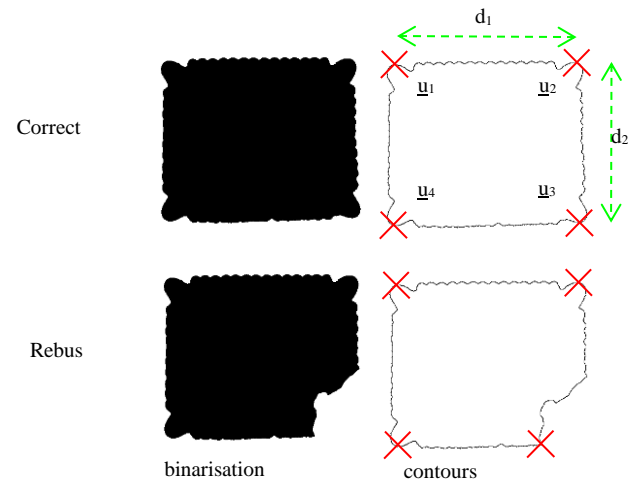 d1
u1 u2
Correct
d2
u4 u3
Rebus
binarisation contours